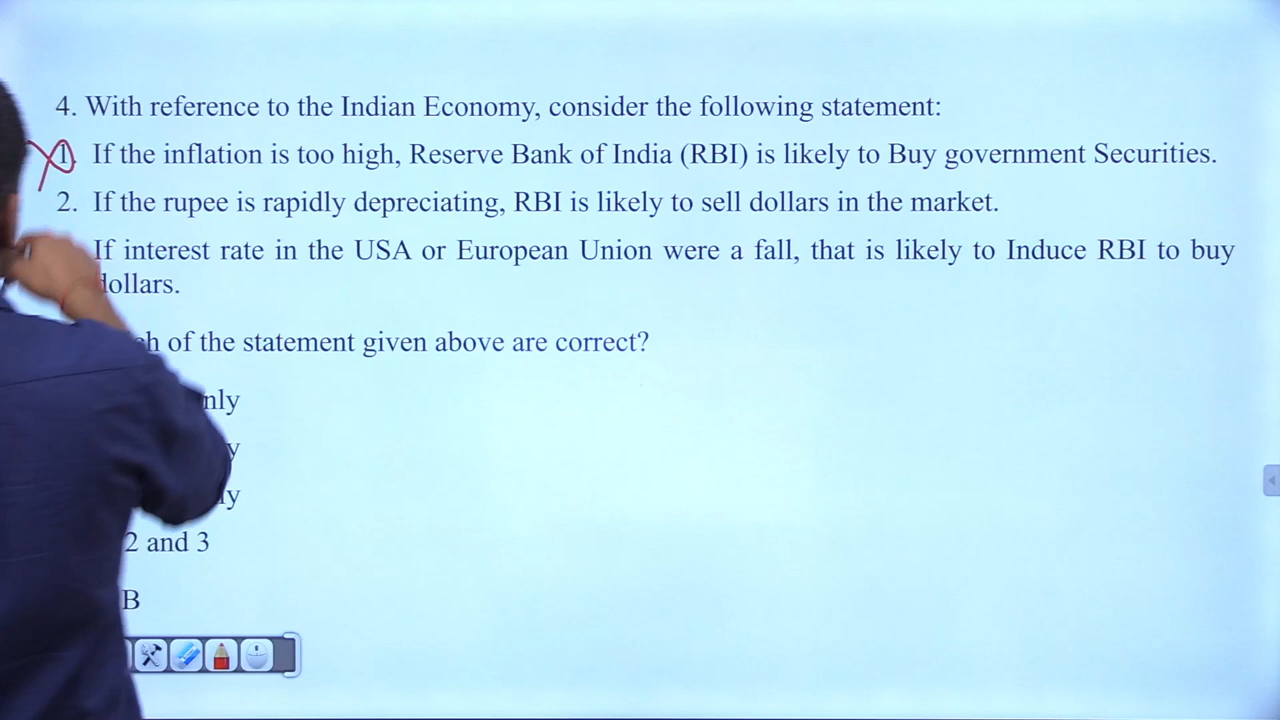 4. With reference to the Indian Economy, consider the following statement:
1. If the inflation is too high, Reserve Bank of India (RBI) is likely to Buy government Securities.
2. If the rupee is rapidly depreciating, RBI is likely to sell dollars in the market.
If interest rate in the USA or European Union were a fall, that is likely to Induce RBI to buy
dollars.
of the statement given above are correct?
2 and 3
B